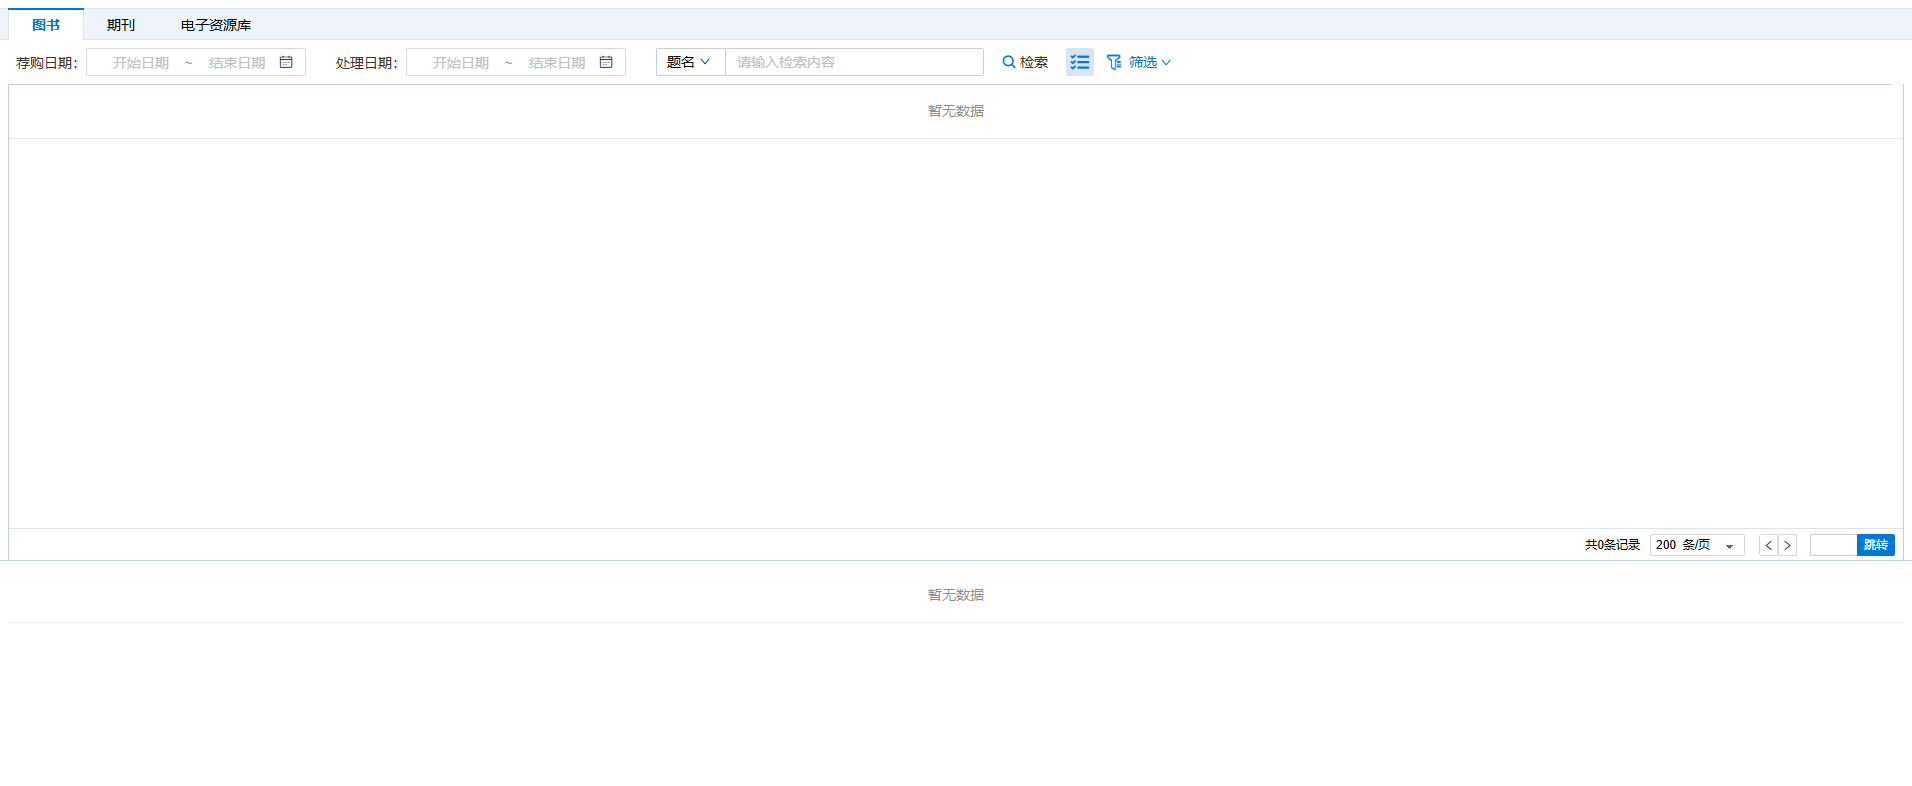 图书 期刊 电子资源库
荐购日期: 开始日期 ~ 结束日期 处理日期: 开始日期 ~ 结束日期 题名 请输入检索内容 检索 筛选
暂无数据
共0条记录 200 条/页 < > 跳转
暂无数据